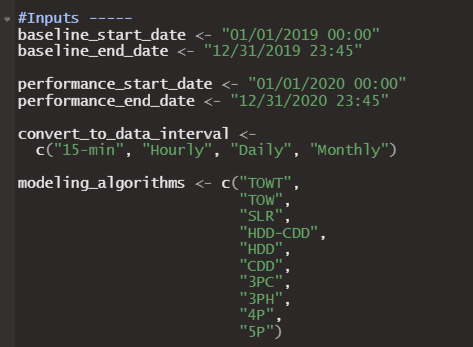 #Inputs -----
baseline_start_date <- "01/01/2019 00:00"
baseline_end_date <- "12/31/2019 23:45"
performance_start_date <- "01/01/2020 00:00"
performance_end_date <- "12/31/2020 23:45"
convert_to_data_interval <-
c("15-min", "Hourly", "Daily", "Monthly")
modeling_algorithms <- c("TOWT",
"TOW",
"SLR",
"HDD-CDD",
"HDD",
"CDD",
"3PC",
"3PH",
"4P",
"5P")